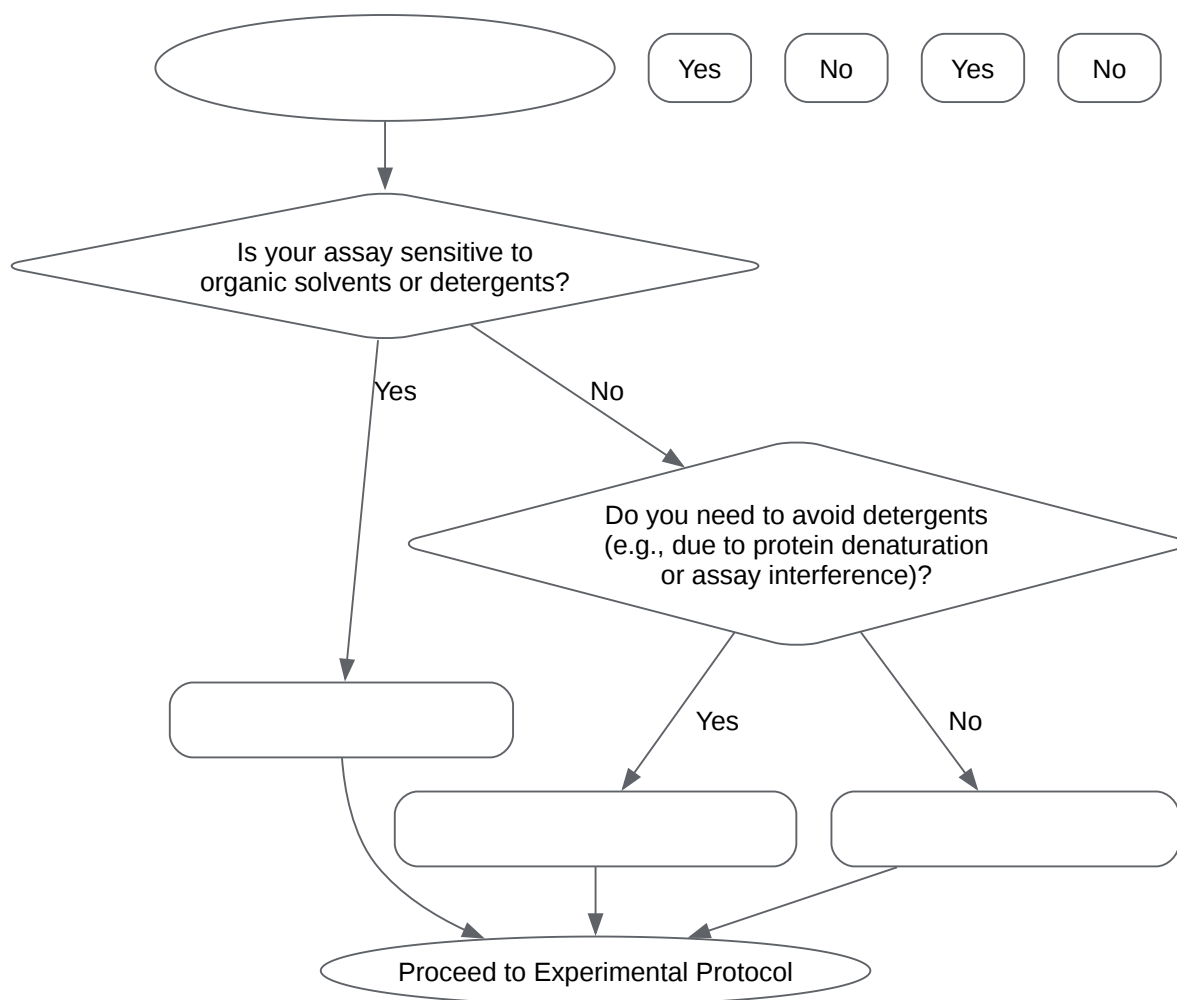 Yes
No
Yes
No
Is your assay sensitive to
organic solvents or detergents?
Yes
No
Do you need to avoid detergents
(e.g., due to protein denaturation
or assay interference)?
Yes
No
Proceed to Experimental Protocol